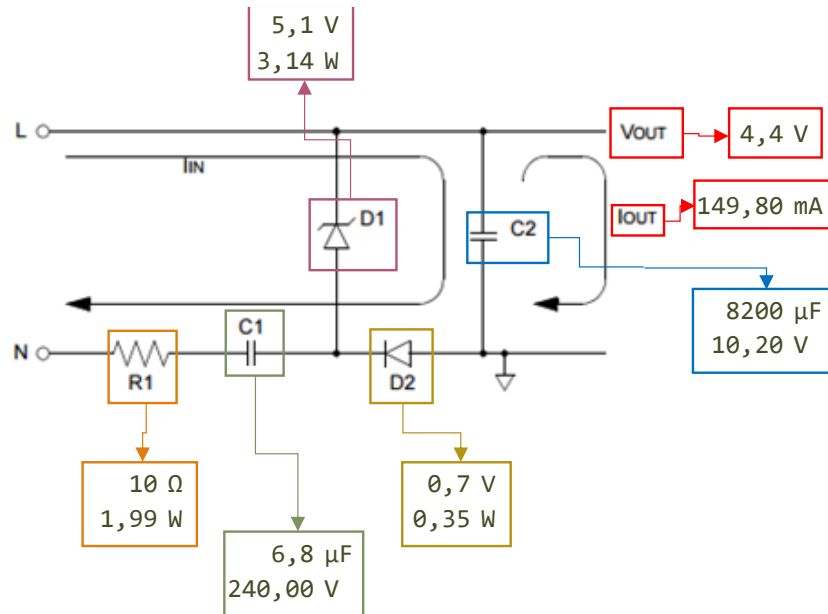 5,1 V
3,14 W
L
VOUT
4,4 V
IIN
D1
C2
IOUT
149,80 mA
8200 µF
10,20 V
N
R1
C1
D2
10 Ω
1,99 W
0,7 V
0,35 W
6,8 µF
240,00 V